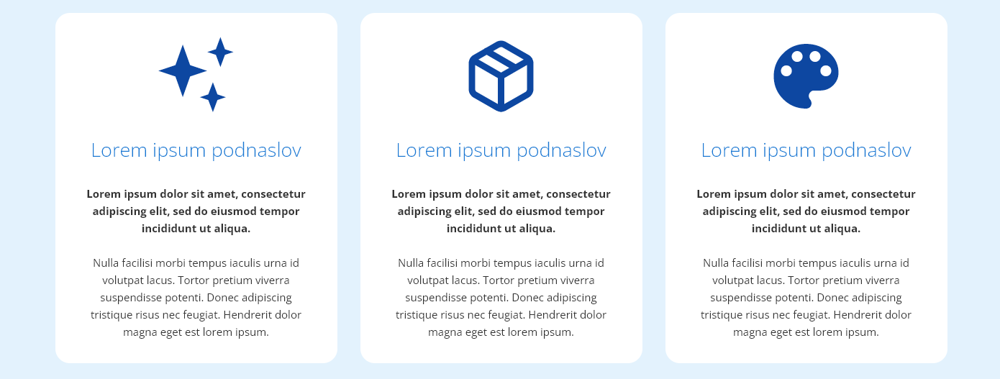 Lorem ipsum podnaslov
Lorem ipsum dolor sit amet, consectetur
adipiscing elit, sed do eiusmod tempor
incididunt ut aliqua.
Nulla facilisi morbi tempus iaculis urna id
volutpat lacus. Tortor pretium viverra
suspendisse potenti. Donec adipiscing
tristique risus nec feugiat. Hendrerit dolor
magna eget est lorem ipsum.
Lorem ipsum podnaslov
Lorem ipsum dolor sit amet, consectetur
adipiscing elit, sed do eiusmod tempor
incididunt ut aliqua.
Nulla facilisi morbi tempus iaculis urna id
volutpat lacus. Tortor pretium viverra
suspendisse potenti. Donec adipiscing
tristique risus nec feugiat. Hendrerit dolor
magna eget est lorem ipsum.
Lorem ipsum podnaslov
Lorem ipsum dolor sit amet, consectetur
adipiscing elit, sed do eiusmod tempor
incididunt ut aliqua.
Nulla facilisi morbi tempus iaculis urna id
volutpat lacus. Tortor pretium viverra
suspendisse potenti. Donec adipiscing
tristique risus nec feugiat. Hendrerit dolor
magna eget est lorem ipsum.